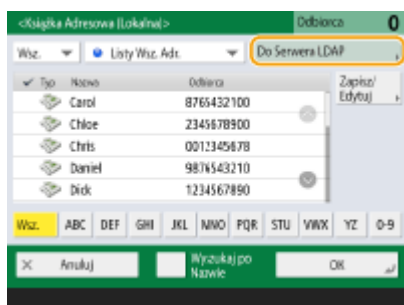 <Książka Adresowa (Lokalna)> Odbiorca 0
Wsz. Listy Wsz. Adr. Do Serwera LDAP
Typ Nazwa Odbiorca Zapisz/
Edytuj
Carol 8765432100
Chloe 2345678900
Chris 0012345678
Daniel 9876543210
Dick 1234567890
Wsz. ABC DEF GHI JKL MNO PQR STU VWX YZ 0-9
Anuluj Wyszukaj po
Nazwie OK